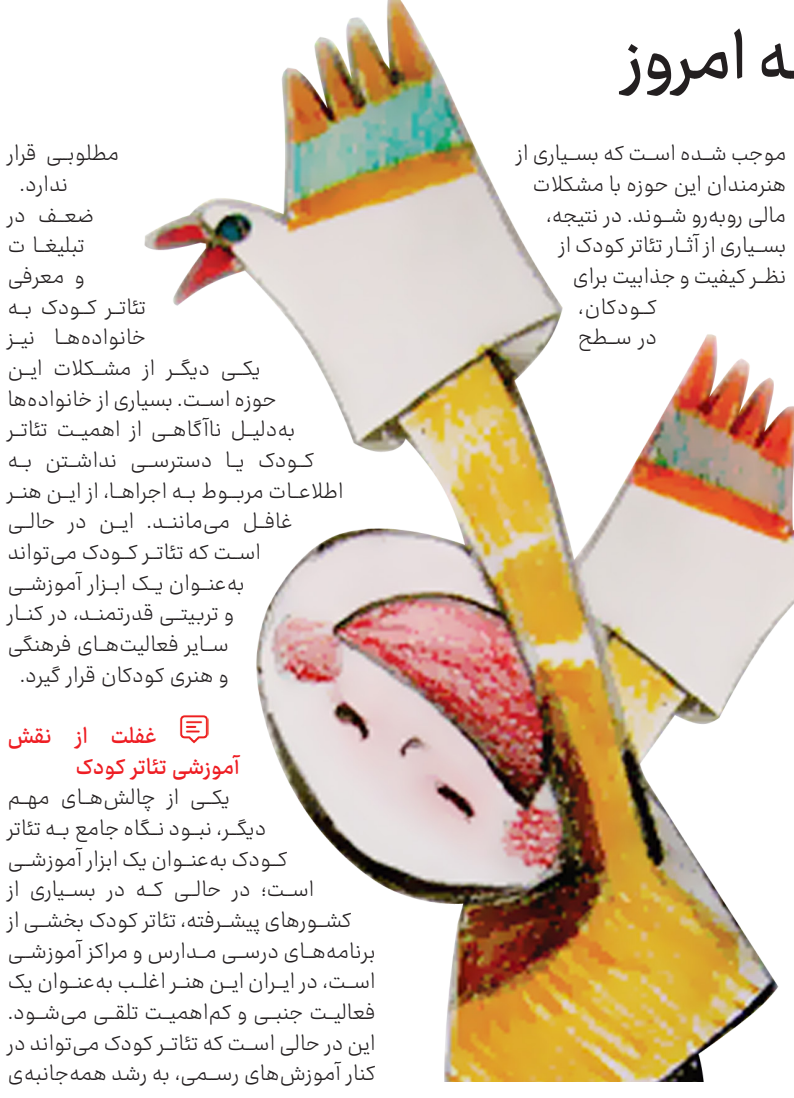 ه امروز
موجب شده است که بسیاری از
هنرمندان این حوزه با مشکلات
مالی روبه‌رو شوند. در نتیجه،
بسیاری از آثار تئاتر کودک از
نظر کیفیت و جذابیت برای
کودکان،
در سطح
مطلوبی قرار
ندارد.
ضعف در
تبلیغا ت
و معرفی
تئاتر کودک به
خانواده‌ها نیز
یکی دیگر از مشکلات این
حوزه است. بسیاری از خانواده‌ها
به‌دلیل ناآگاهی از اهمیت تئاتر
کودک یا دسترسی نداشتن به
اطلاعات مربوط به اجراها، از این هنر
غافل می‌مانند. این در حالی
است که تئاتر کودک می‌تواند
به‌عنوان یک ابزار آموزشی
و تربیتی قدرتمند، در کنار
سایر فعالیت‌های فرهنگی
و هنری کودکان قرار گیرد.
غفلت از نقش
آموزشی تئاتر کودک
یکی از چالش‌های مهم
دیگر، نبود نگاه جامع به تئاتر
کودک به‌عنوان یک ابزار آموزشی
است؛ در حالی که در بسیاری از
کشورهای پیشرفته، تئاتر کودک بخشی از
برنامه‌های درسی مدارس و مراکز آموزشی
است، در ایران این هنر اغلب به‌عنوان یک
فعالیت جنبی و کم‌اهمیت تلقی می‌شود.
این در حالی است که تئاتر کودک می‌تواند در
کنار آموزش‌های رسمی، به رشد همه‌جانبه‌ی